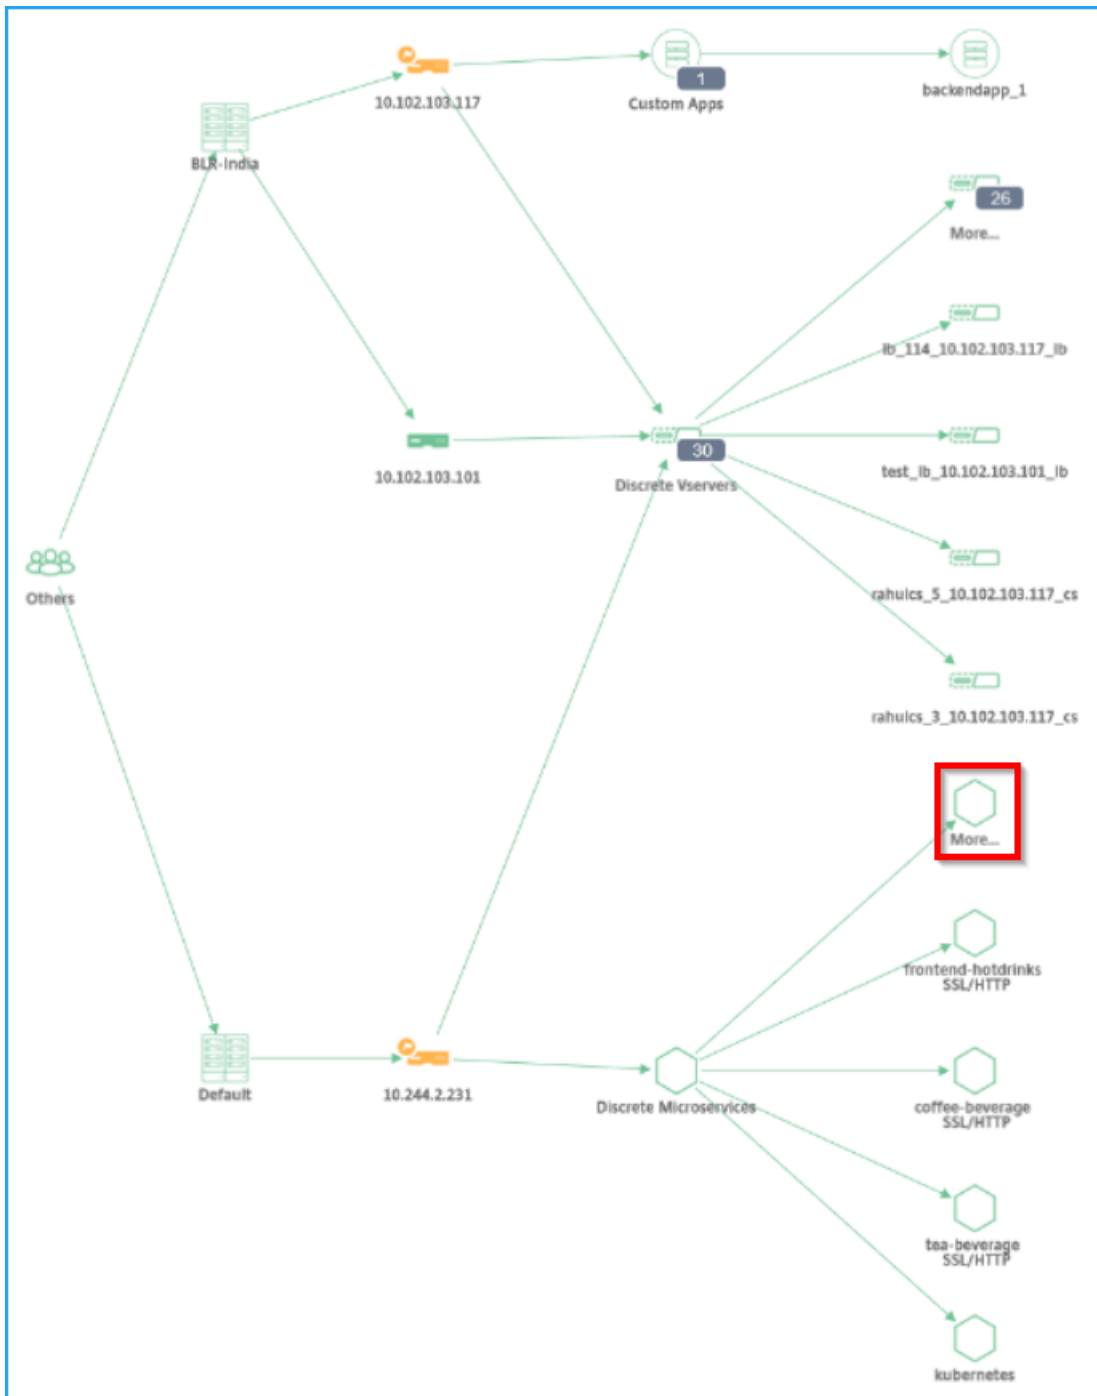 10.102.103.117
1
Custom Apps
backendapp_1
BLR-India
26
More...
lb_114_10.102.103.117_lb
10.102.103.101
30
Discrete Vservers
test_lb_10.102.103.101_lb
Others
rahulcs_5_10.102.103.117_cs
rahulcs_3_10.102.103.117_cs
More...
frontend-hotdrinks
SSL/HTTP
Default
10.244.2.231
Discrete Microservices
coffee-beverage
SSL/HTTP
tea-beverage
SSL/HTTP
kubernetes